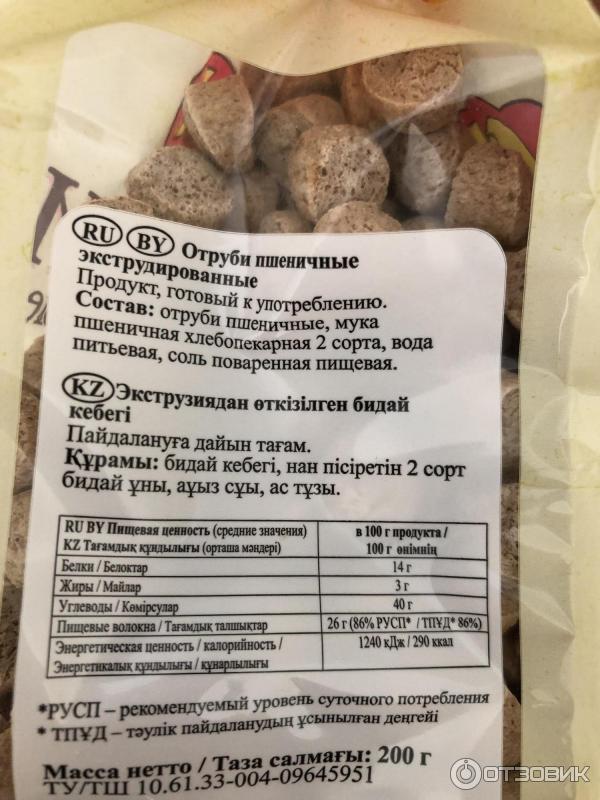 RU BY Отруби пшеничные
экструдированные
Продукт, готовый к употреблению.
Состав: отруби пшеничные, мука
пшеничная хлебопекарная 2 сорта, вода
питьевая, соль поваренная пищевая.
KZ Экструзиядан өткізілген бидай
кебегі
Пайдалануға дайын тағам.
Құрамы: бидай кебегі, нан пісіретін 2 сорт
бидай ұны, ауыз сұы, ас тұзы.
RU BY Пищевая ценность (средние значения)
KZ Тағамдық құндылығы (орташа мәндері)
в 100 г продукта /
100 г өнімнің
Белки / Белоктар 14 г
Жиры / Майлар 3 г
Углеводы / Көмірсулар 40 г
Пищевые волокна / Тағамдық талшықтар 26 г (86% РУСП* / ТПҰД* 86%)
Энергетическая ценность / калорийность / 1240 кДж / 290 ккал
Энергетикалық құндылығы / құнарлылығы
*РУСП – рекомендуемый уровень суточного потребления
* ТПҰД – тәулік пайдаланудың ұсынылған деңгейі
Масса нетто / Таза салмағы: 200 г
ТУ/ТШ 10.61.33-004-09645951
ОТЗОВИК